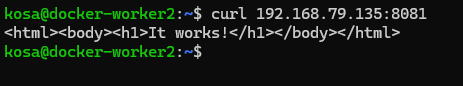 kosa@docker-worker2:~$ curl 192.168.79.135:8081
<html><body><h1>It works!</h1></body></html>
kosa@docker-worker2:~$